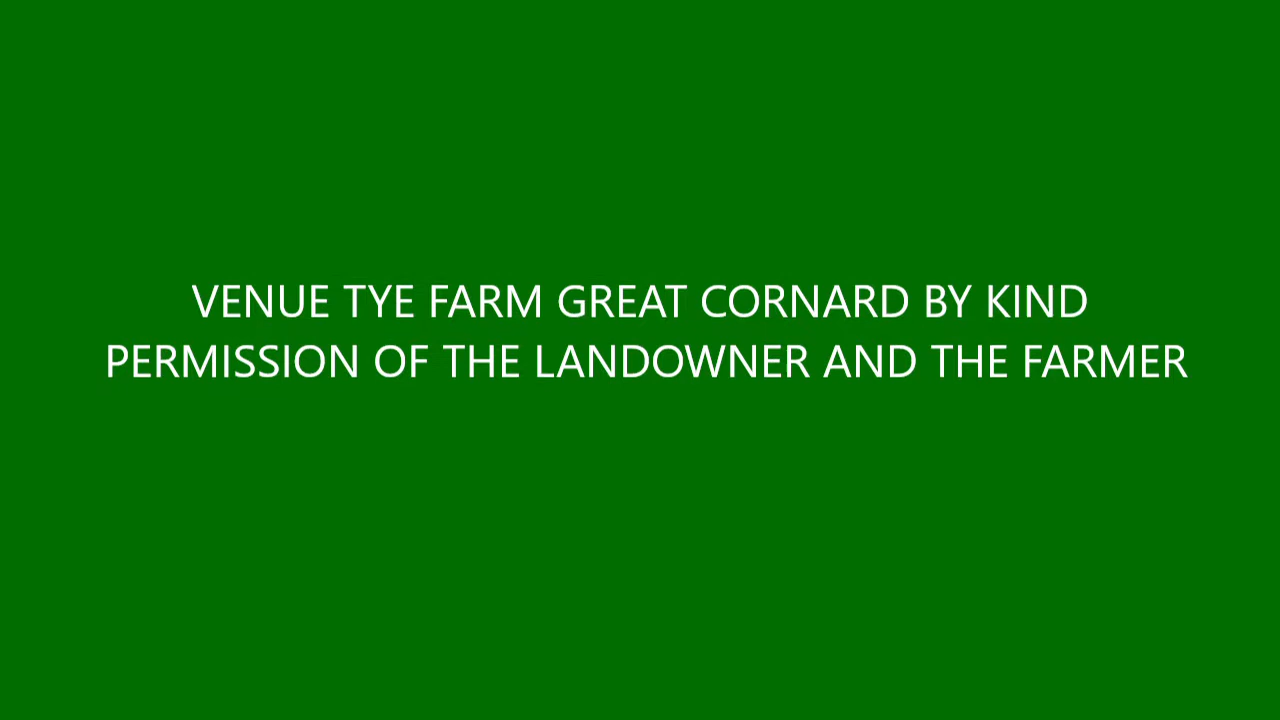 VENUE TYE FARM GREAT CORNARD BY KIND
PERMISSION OF THE LANDOWNER AND THE FARMER